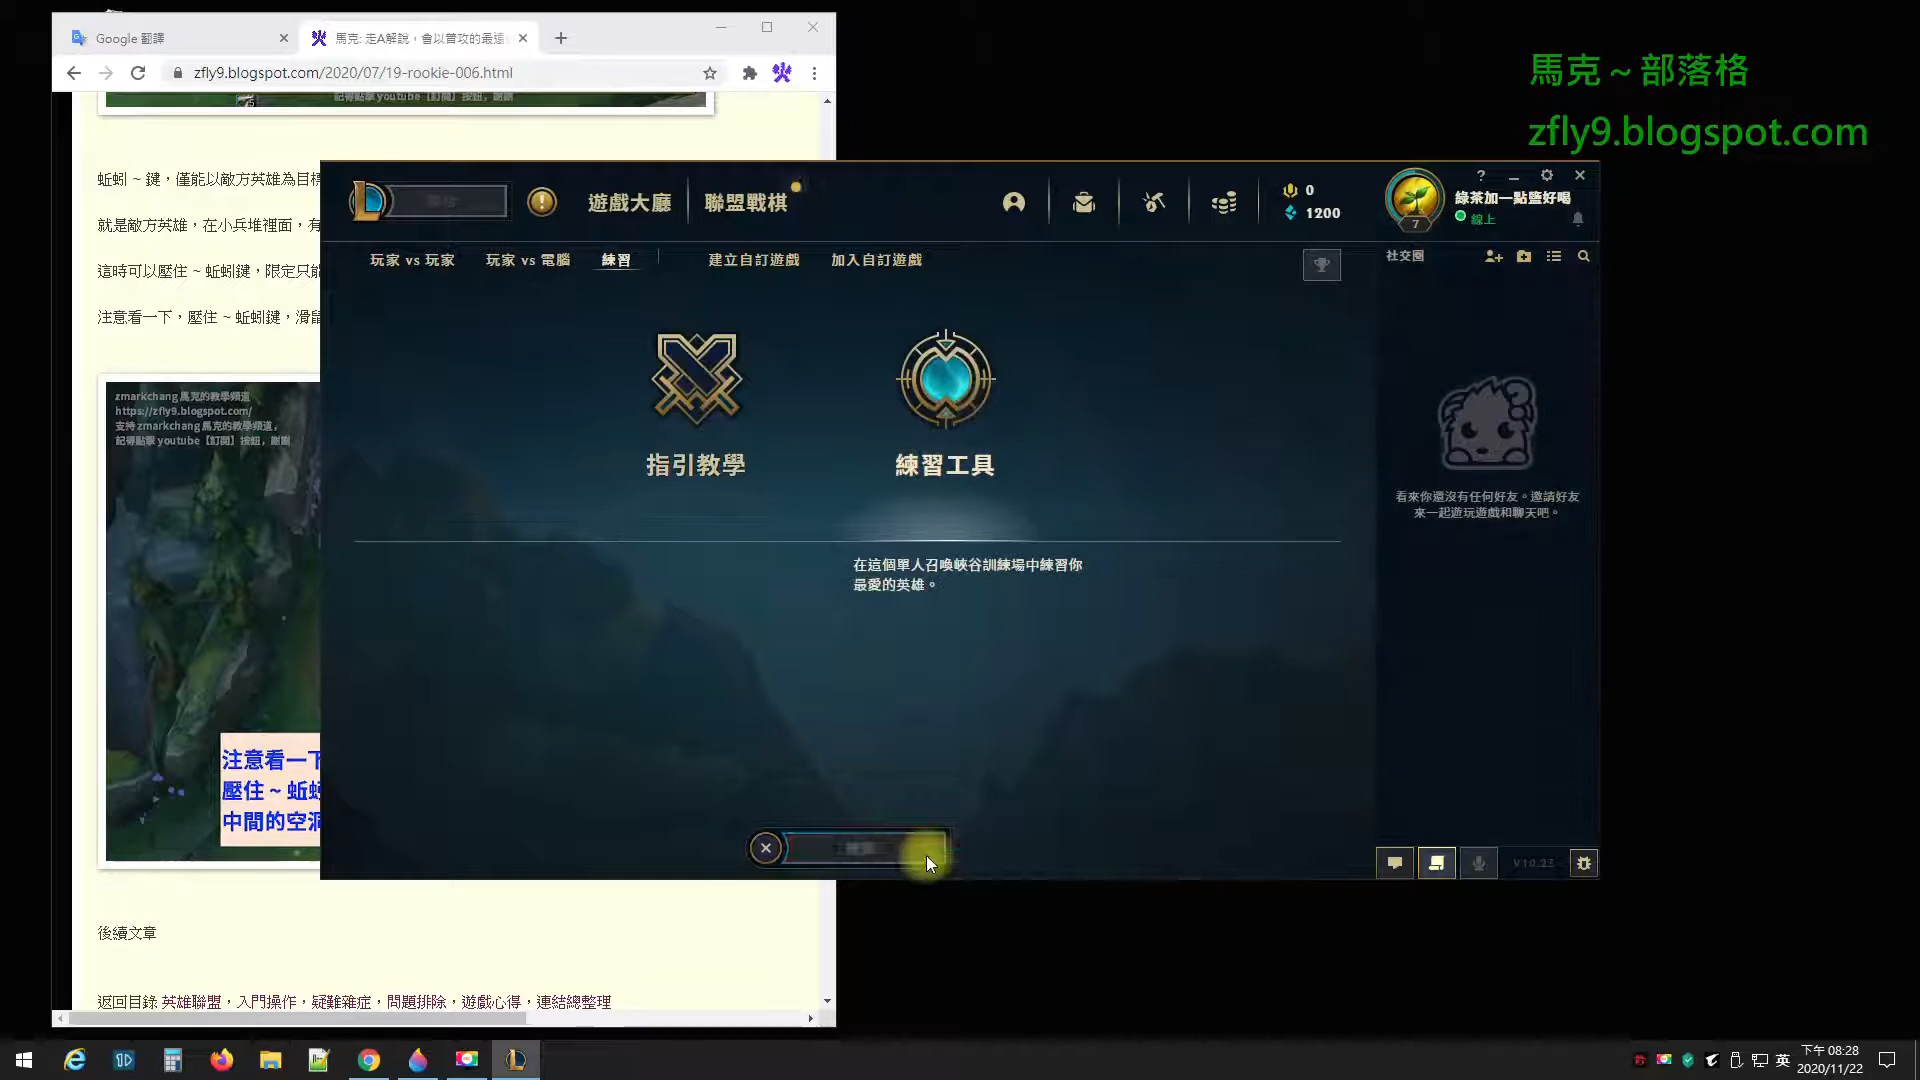 Google 翻譯
馬克: 走A解說，會以普攻的最遠
zfly9.blogspot.com/2020/07/19-rookie-006.html
馬克 ~ 部落格
zfly9.blogspot.com
記得點擊 youtube【訂閱】按鈕，謝謝
蚯蚓 ~ 鍵，僅能以敵方英雄為目標
就是敵方英雄，在小兵堆裡面，有
這時可以壓住 ~ 蚯蚓鍵，限定只能
注意看一下，壓住 ~ 蚯蚓鍵，滑鼠
zmarkchang 馬克的教學頻道
https://zfly9.blogspot.com/
支持 zmarkchang 馬克的教學頻道，
記得點擊 youtube【訂閱】按鈕，謝謝
注意看一下
壓住 ~ 蚯蚓
中間的空洞
後續文章
返回目錄 英雄聯盟，入門操作，疑難雜症，問題排除，遊戲心得，連結總整理
遊戲大廳
聯盟戰棋
0
1200
7
綠茶加一點鹽好喝
線上
玩家 vs 玩家
玩家 vs 電腦
練習
建立自訂遊戲
加入自訂遊戲
社交圈
指引教學
練習工具
在這個單人召喚峽谷訓練場中練習你
最愛的英雄。
看來你還沒有任何好友。邀請好友
來一起遊玩遊戲和聊天吧。
V10.23
英
下午 08:28
2020/11/22